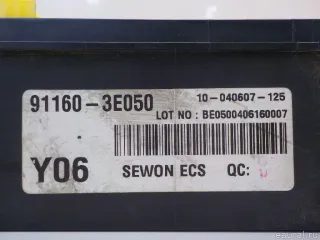 91160-3E050
10-040607-125
LOT NO : BE0500406160007
Y06
SEWON ECS
QC: